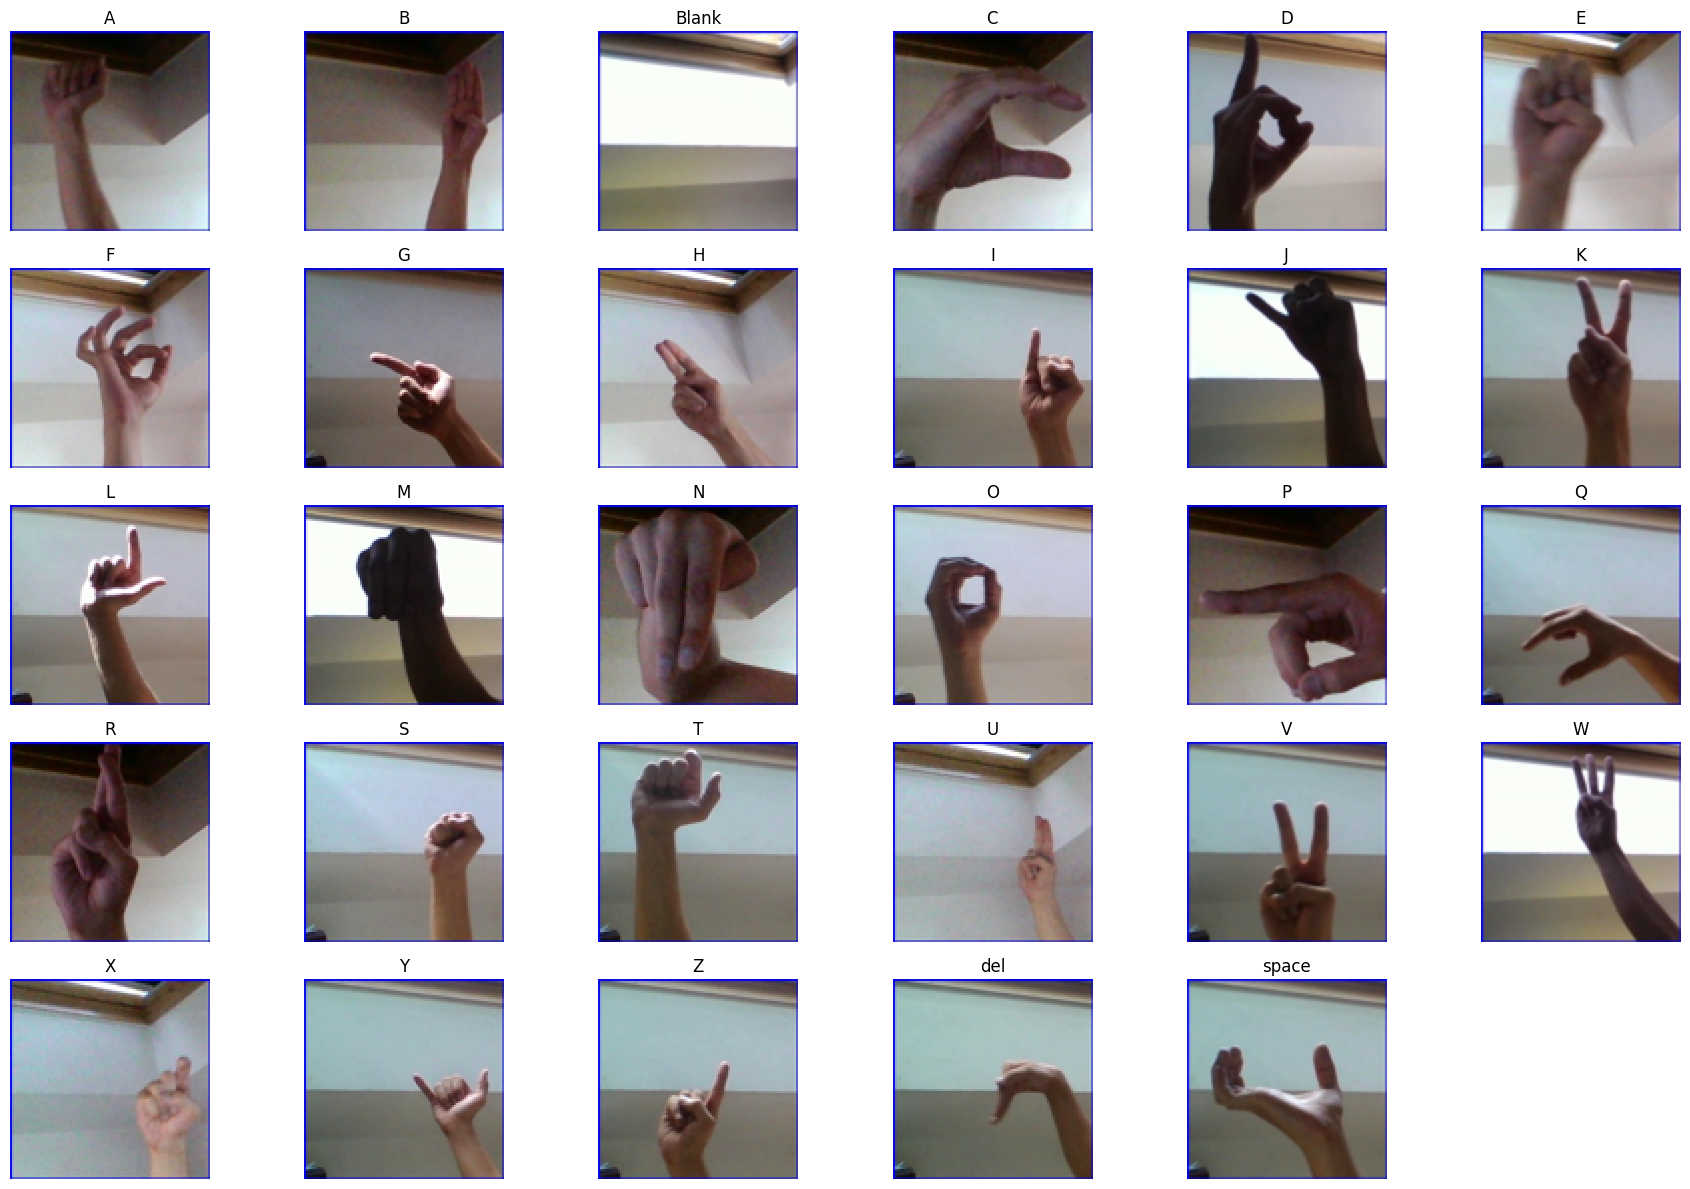 A B Blank C D E
F G H I J K
L M N O P Q
R S T U V W
X Y Z del space